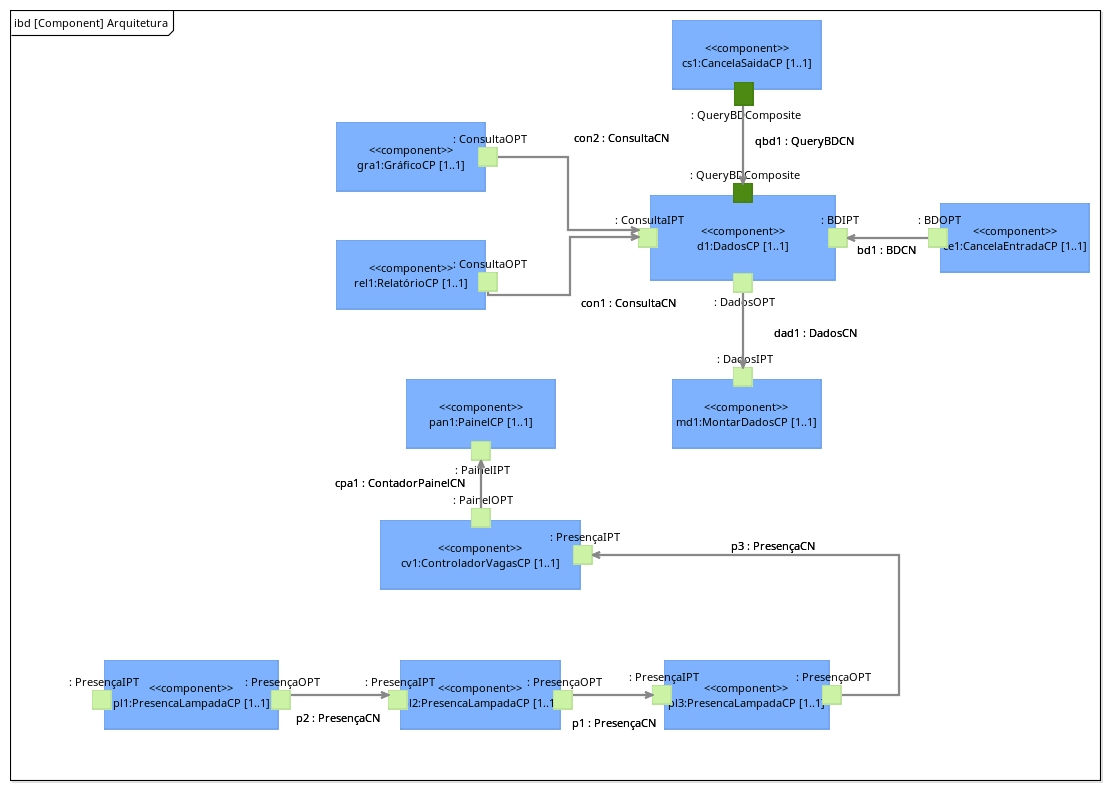 ibd [Component] Arquitetura
<<component>>
cs1:CancelaSaidaCP [1..1]
: QueryBDComposite
qbd1 : QueryBDCN
: QueryBDComposite
: ConsultaOPT
<<component>>
gra1:GráficoCP [1..1]
con2 : ConsultaCN
: ConsultaIPT
<<component>>
d1:DadosCP [1..1]
: BDIPT
: BDOPT
<<component>>
ce1:CancelaEntradaCP [1..1]
bd1 : BDCN
: ConsultaOPT
<<component>>
rel1:RelatórioCP [1..1]
con1 : ConsultaCN
: DadosOPT
dad1 : DadosCN
: DadosIPT
<<component>>
md1:MontarDadosCP [1..1]
<<component>>
pan1:PainelCP [1..1]
: PainelIPT
cpa1 : ContadorPainelCN
: PainelOPT
<<component>>
cv1:ControladorVagasCP [1..1]
: PresençaIPT
p3 : PresençaCN
: PresençaIPT
<<component>>
pl1:PresencaLampadaCP [1..1]
: PresençaOPT
p2 : PresençaCN
: PresençaIPT
<<component>>
l2:PresencaLampadaCP [1..1
: PresençaOPT
p1 : PresençaCN
: PresençaIPT
<<component>>
pl3:PresencaLampadaCP [1..1]
: PresençaOPT